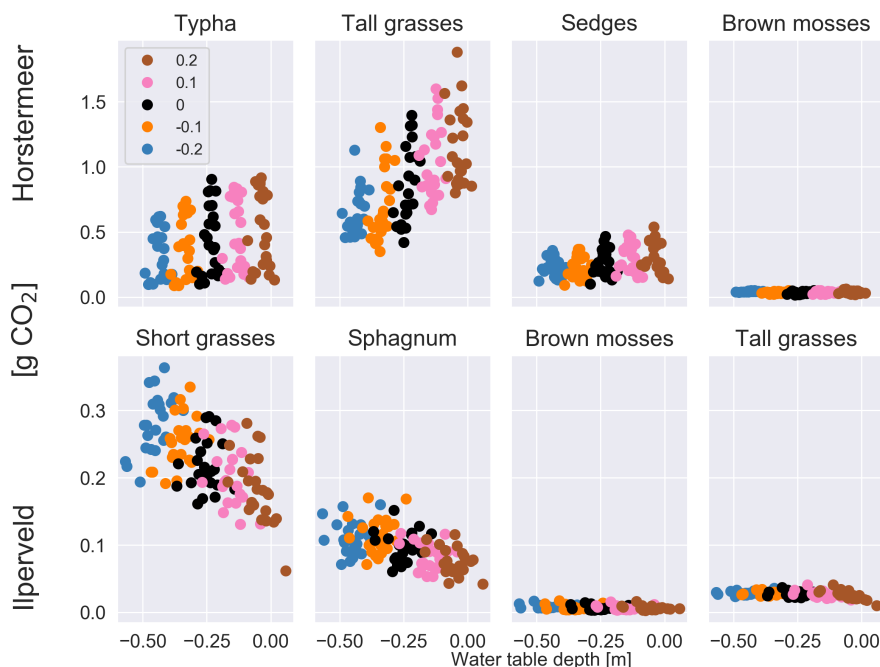 Typha
Tall grasses
Sedges
Brown mosses
Horstermeer
0.2
0.1
0
-0.1
-0.2
1.5
1.0
0.5
0.0
[g CO₂]
Short grasses
Sphagnum
Brown mosses
Tall grasses
Ilperveld
0.3
0.2
0.1
0.0
−0.50 −0.25 0.00 −0.50 −0.25 0.00 −0.50 −0.25 0.00 −0.50 −0.25 0.00
Water table depth [m]